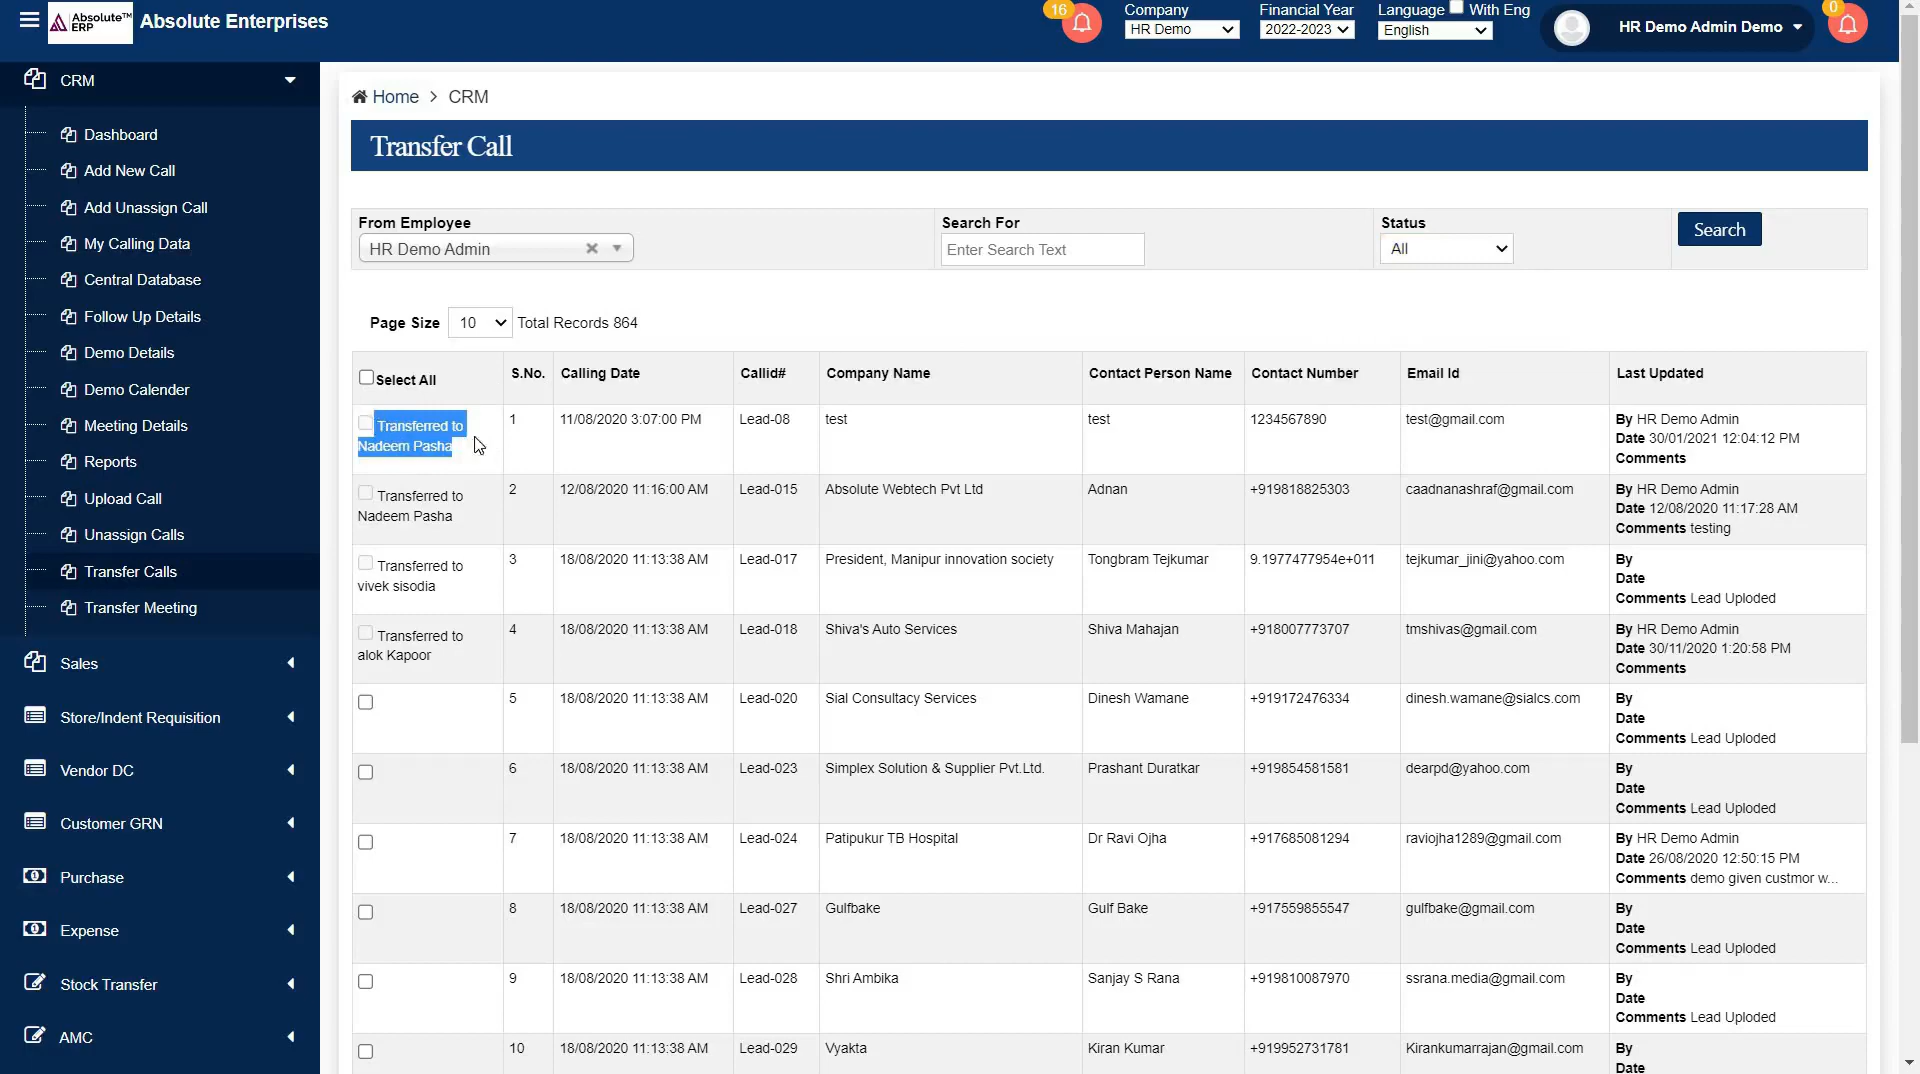 Absolute™ ERP
Absolute Enterprises
16
Company
HR Demo
Financial Year
2022-2023
Language With Eng
English
HR Demo Admin Demo
0
CRM
Dashboard
Add New Call
Add Unassign Call
My Calling Data
Central Database
Follow Up Details
Demo Details
Demo Calender
Meeting Details
Reports
Upload Call
Unassign Calls
Transfer Calls
Transfer Meeting
Sales
Store/Indent Requisition
Vendor DC
Customer GRN
Purchase
Expense
Stock Transfer
AMC
Home > CRM
Transfer Call
From Employee
HR Demo Admin
Search For
Enter Search Text
Status
All
Search
Page Size 10 Total Records 864
Select All S.No. Calling Date Callid# Company Name Contact Person Name Contact Number Email Id Last Updated
Transferred to
Nadeem Pasha
1 11/08/2020 3:07:00 PM Lead-08 test test 1234567890 test@gmail.com
By HR Demo Admin
Date 30/01/2021 12:04:12 PM
Comments
Transferred to
Nadeem Pasha
2 12/08/2020 11:16:00 AM Lead-015 Absolute Webtech Pvt Ltd Adnan +919818825303 caadnanashraf@gmail.com
By HR Demo Admin
Date 12/08/2020 11:17:28 AM
Comments testing
Transferred to
vivek sisodia
3 18/08/2020 11:13:38 AM Lead-017 President, Manipur innovation society Tongbram Tejkumar 9.1977477954e+011 tejkumar_jini@yahoo.com
By
Date
Comments Lead Uploded
Transferred to
alok Kapoor
4 18/08/2020 11:13:38 AM Lead-018 Shiva's Auto Services Shiva Mahajan +918007773707 tmshivas@gmail.com
By HR Demo Admin
Date 30/11/2020 1:20:58 PM
Comments
5 18/08/2020 11:13:38 AM Lead-020 Sial Consultacy Services Dinesh Wamane +919172476334 dinesh.wamane@sialcs.com
By
Date
Comments Lead Uploded
6 18/08/2020 11:13:38 AM Lead-023 Simplex Solution & Supplier Pvt.Ltd. Prashant Duratkar +919854581581 dearpd@yahoo.com
By
Date
Comments Lead Uploded
7 18/08/2020 11:13:38 AM Lead-024 Patipukur TB Hospital Dr Ravi Ojha +917685081294 raviojha1289@gmail.com
By HR Demo Admin
Date 26/08/2020 12:50:15 PM
Comments demo given custmor w...
8 18/08/2020 11:13:38 AM Lead-027 Gulfbake Gulf Bake +917559855547 gulfbake@gmail.com
By
Date
Comments Lead Uploded
9 18/08/2020 11:13:38 AM Lead-028 Shri Ambika Sanjay S Rana +919810087970 ssrana.media@gmail.com
By
Date
Comments Lead Uploded
10 18/08/2020 11:13:38 AM Lead-029 Vyakta Kiran Kumar +919952731781 Kirankumarrajan@gmail.com
By
Date